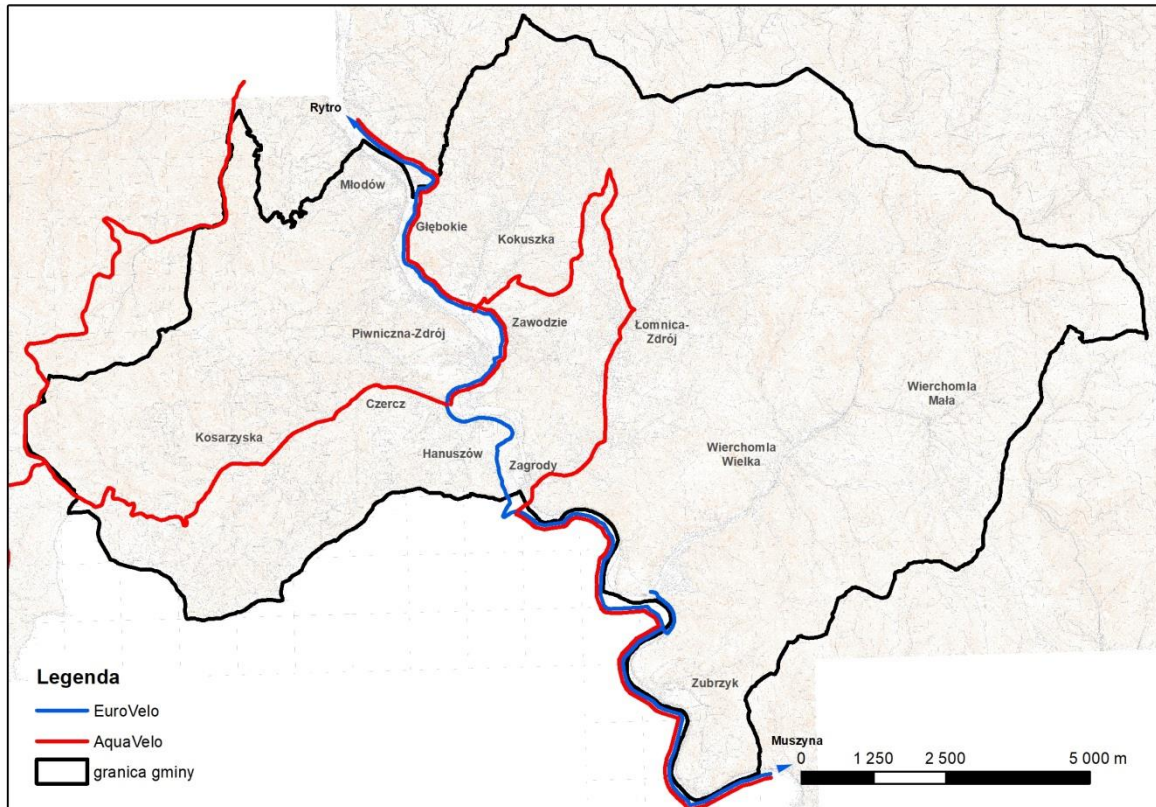 Rytro
Młodów
Głębokie
Kokuszka
Zawodzie
Łomnica-
Zdrój
Piwniczna-Zdrój
Czercz
Kosarzyska
Hanuszów
Zagrody
Wierchomla
Mała
Wierchomla
Wielka
Zubrzyk
Muszyna
Legenda
EuroVelo
AquaVelo
granica gminy
0 1 250 2 500 5 000 m